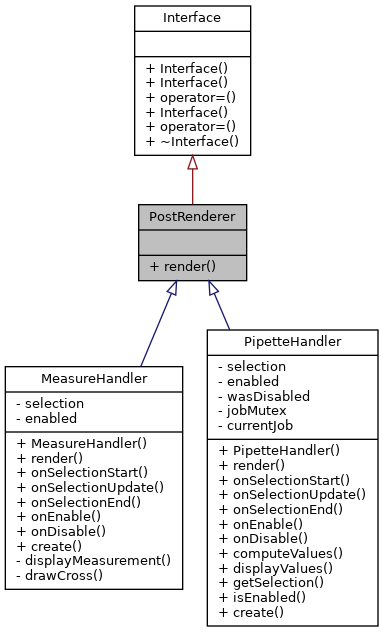 Interface
+ Interface()
+ Interface()
+ operator=()
+ Interface()
+ operator=()
+ ~Interface()
PostRenderer
+ render()
MeasureHandler
- selection
- enabled
+ MeasureHandler()
+ render()
+ onSelectionStart()
+ onSelectionUpdate()
+ onSelectionEnd()
+ onEnable()
+ onDisable()
+ create()
- displayMeasurement()
- drawCross()
PipetteHandler
- selection
- enabled
- wasDisabled
- jobMutex
- currentJob
+ PipetteHandler()
+ render()
+ onSelectionStart()
+ onSelectionUpdate()
+ onSelectionEnd()
+ onEnable()
+ onDisable()
+ computeValues()
+ displayValues()
+ getSelection()
+ isEnabled()
+ create()